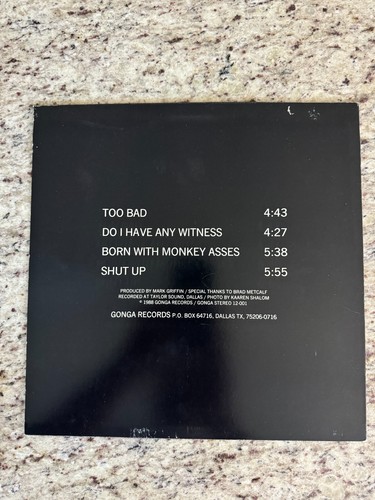 TOO BAD 4:43
DO I HAVE ANY WITNESS 4:27
BORN WITH MONKEY ASSES 5:38
SHUT UP 5:55
PRODUCED BY MARK GRIFFIN / SPECIAL THANKS TO BRAD METCALF
RECORDED AT TAYLOR SOUND, DALLAS / PHOTO BY KAAREN SHALOM
℗ 1988 GONGA RECORDS / GONGA STEREO 12-001
GONGA RECORDS P.O. BOX 64716, DALLAS TX, 75206-0716